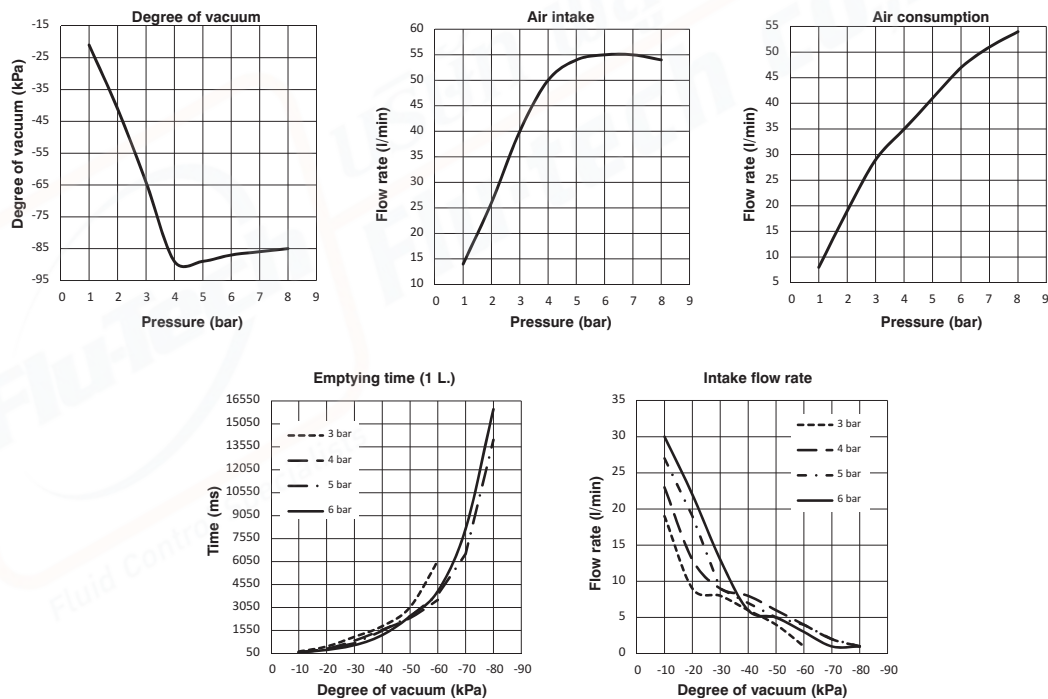 Degree of vacuum
-15
-25
-35
-45
-55
-65
-75
-85
-95
Degree of vacuum (kPa)
0 1 2 3 4 5 6 7 8 9
Pressure (bar)
Air intake
60
55
50
45
40
35
30
25
20
15
10
Flow rate (l/min)
0 1 2 3 4 5 6 7 8 9
Pressure (bar)
Air consumption
55
50
45
40
35
30
25
20
15
10
5
Flow rate (l/min)
0 1 2 3 4 5 6 7 8 9
Pressure (bar)
Emptying time (1 L.)
16550
15050
13550
12050
10550
9050
7550
6050
4550
3050
1550
50
Time (ms)
3 bar
4 bar
5 bar
6 bar
0 -10 -20 -30 -40 -50 -60 -70 -80 -90
Degree of vacuum (kPa)
Intake flow rate
35
30
25
20
15
10
5
0
Flow rate (l/min)
3 bar
4 bar
5 bar
6 bar
0 -10 -20 -30 -40 -50 -60 -70 -80 -90
Degree of vacuum (kPa)
Flu-tech
Fluid Control